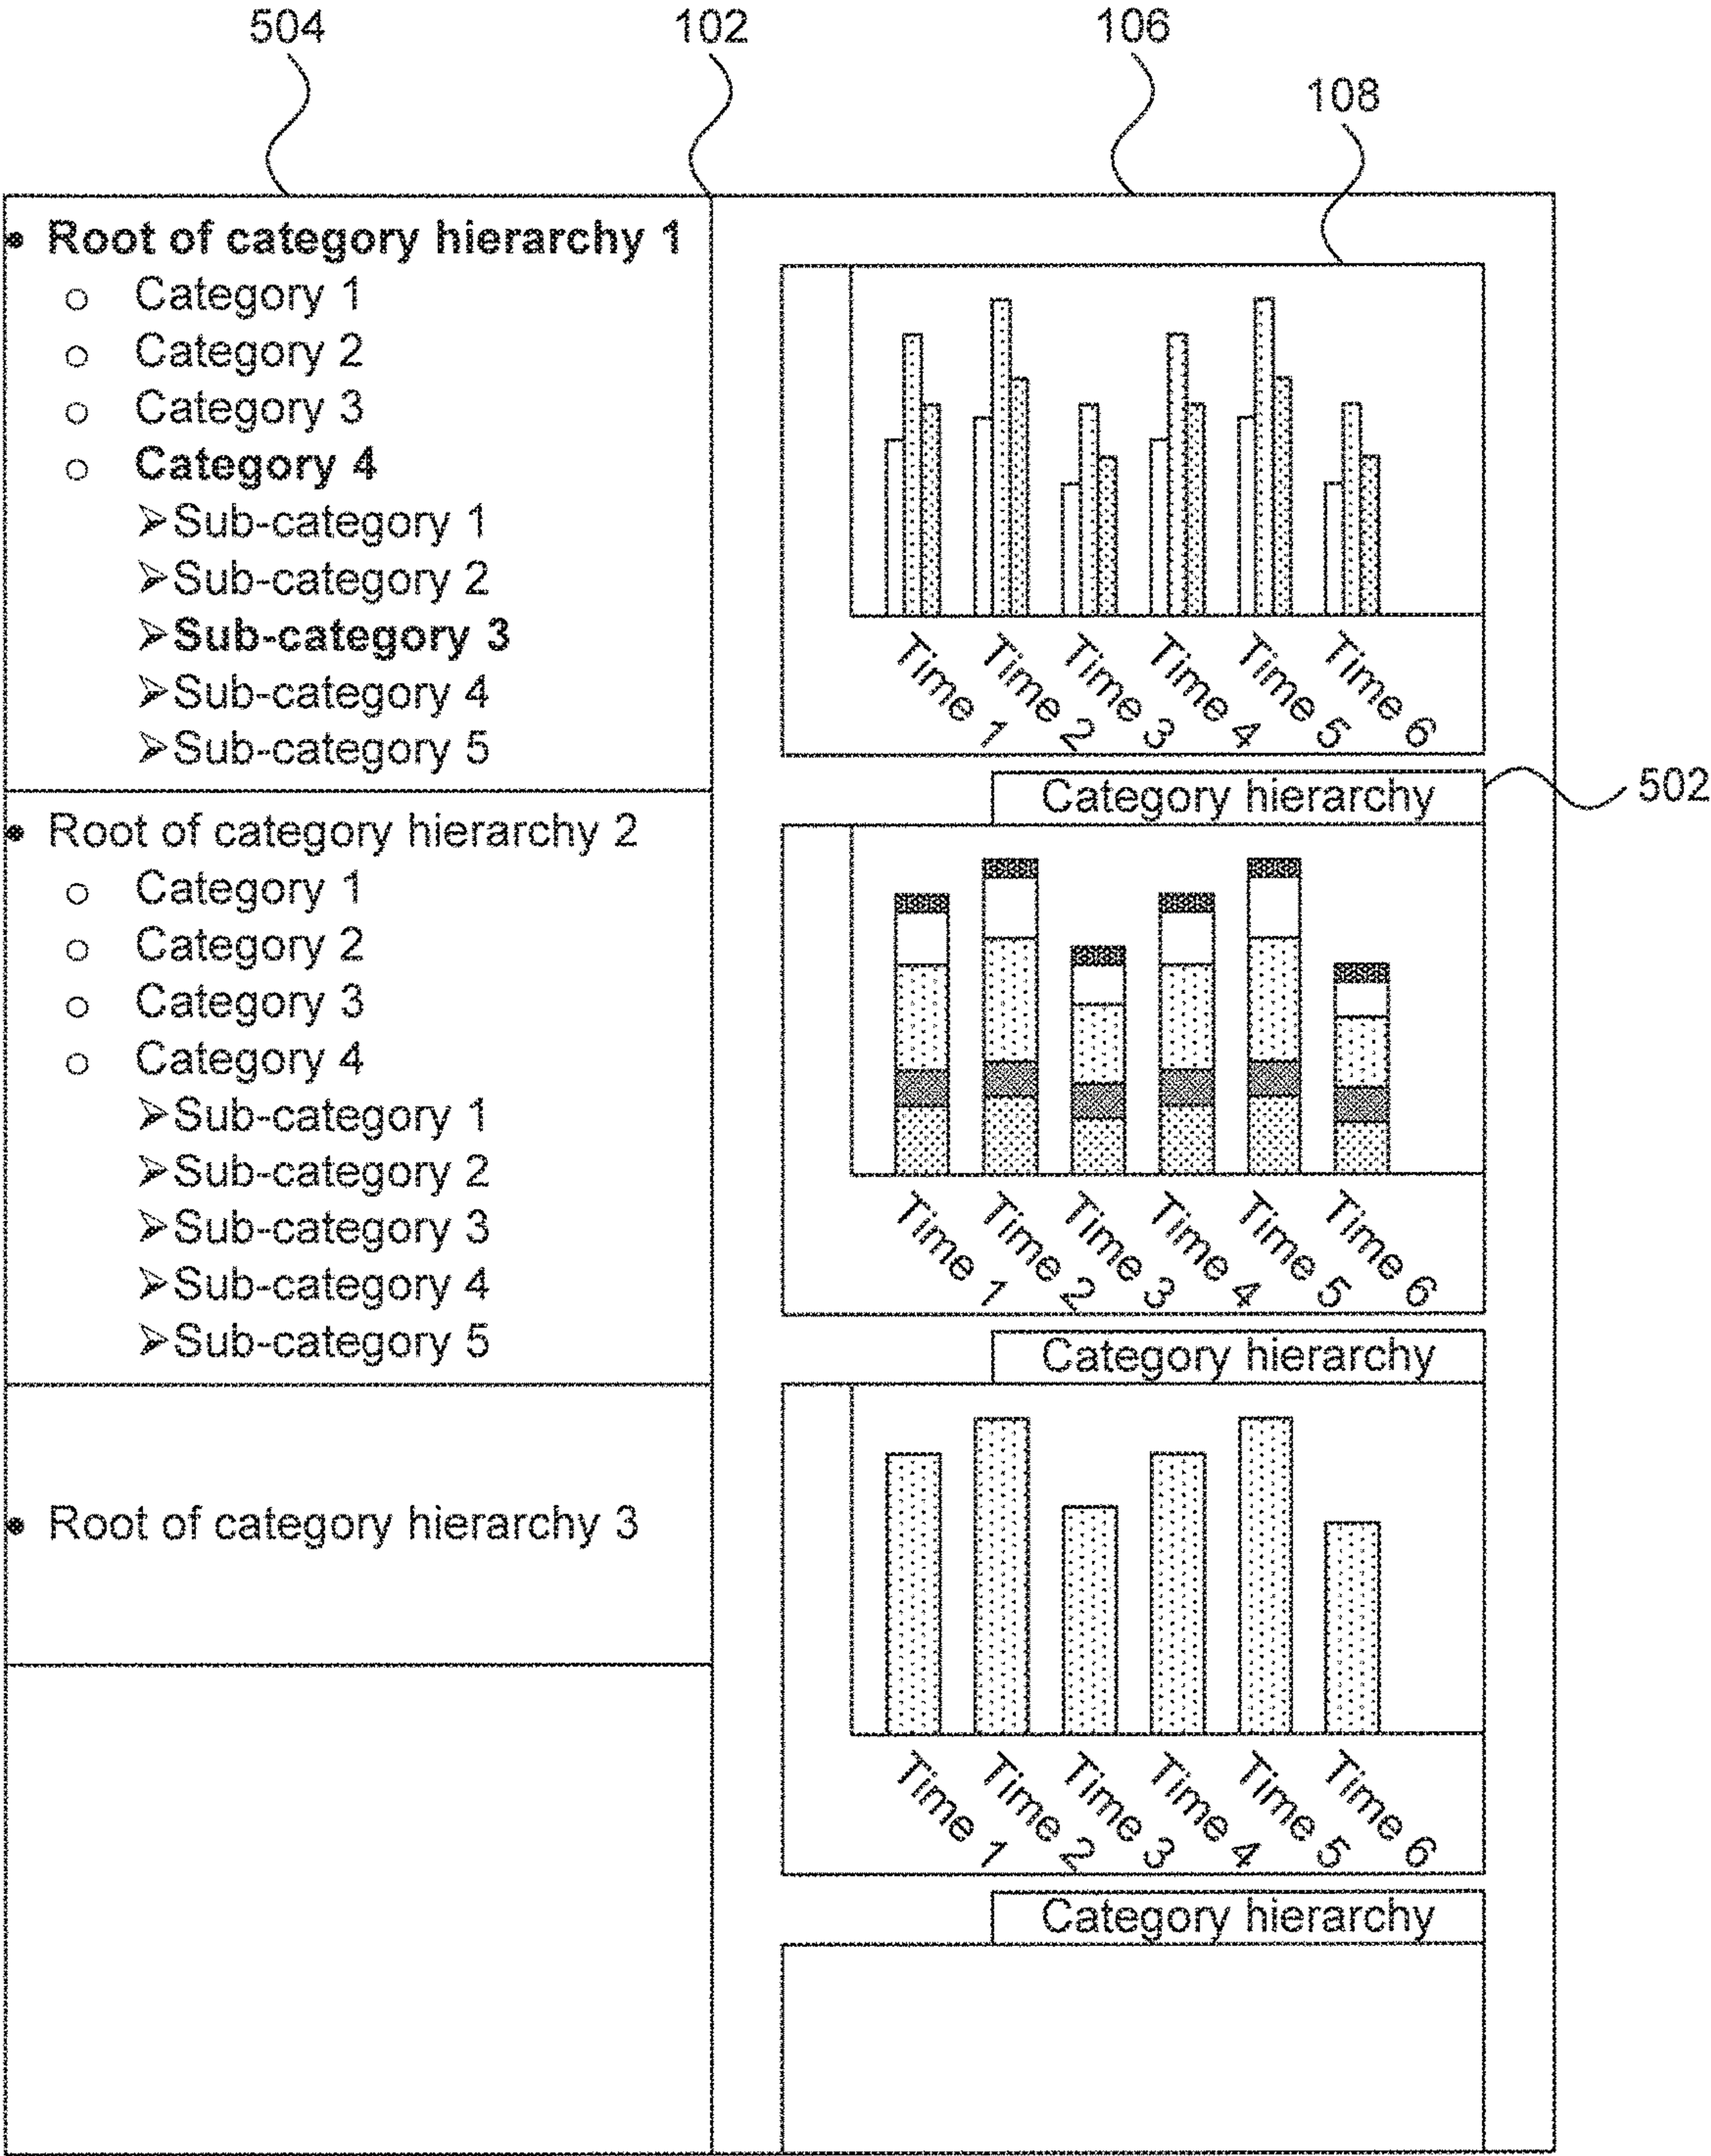 504
102
106
108
• Root of category hierarchy 1
○ Category 1
○ Category 2
○ Category 3
○ Category 4
➢Sub-category 1
➢Sub-category 2
➢Sub-category 3
➢Sub-category 4
➢Sub-category 5
• Root of category hierarchy 2
○ Category 1
○ Category 2
○ Category 3
○ Category 4
➢Sub-category 1
➢Sub-category 2
➢Sub-category 3
➢Sub-category 4
➢Sub-category 5
• Root of category hierarchy 3
Time 1
Time 2
Time 3
Time 4
Time 5
Time 6
Category hierarchy
502
Time 1
Time 2
Time 3
Time 4
Time 5
Time 6
Category hierarchy
Time 1
Time 2
Time 3
Time 4
Time 5
Time 6
Category hierarchy